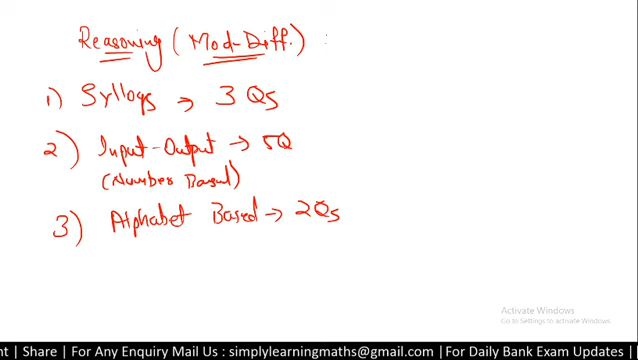 Reasoning (Mod-Diff.)
1) Syllogs → 3 Qs
2) Input-Output → 5Q
(Number Based)
3) Alphabet Based → 2Qs
Activate Windows
Go to Settings to activate Windows.
nt | Share | For Any Enquiry Mail Us : simplylearningmaths@gmail.com |For Daily Bank Exam Updates | J